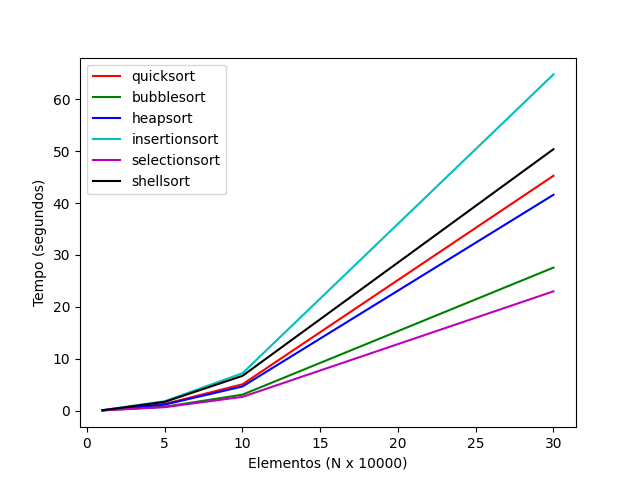 quicksort
bubblesort
heapsort
insertionsort
selectionsort
shellsort
Tempo (segundos)
60
50
40
30
20
10
0
0 5 10 15 20 25 30
Elementos (N x 10000)